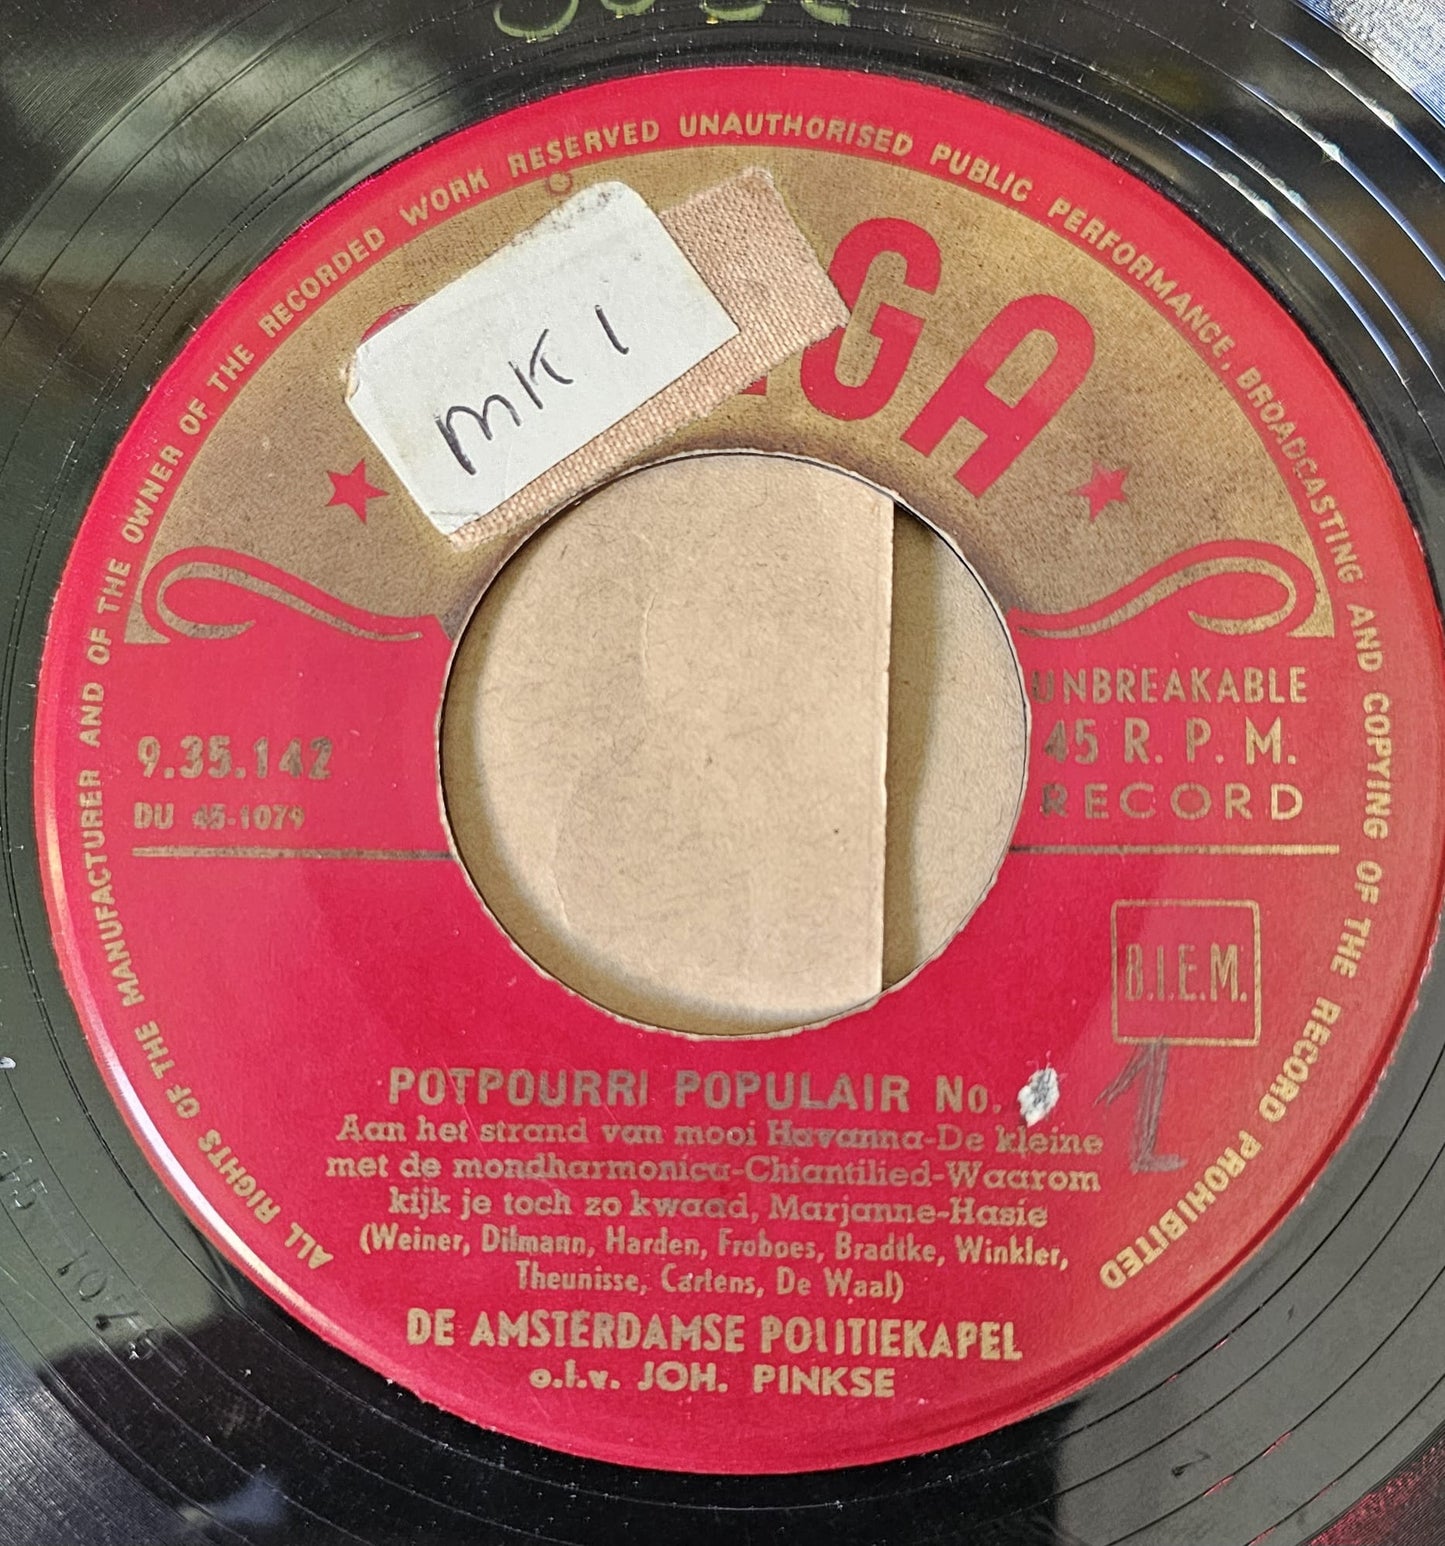 ALL RIGHTS OF THE MANUFACTURER AND OF THE OWNER OF THE RECORDED WORK RESERVED UNAUTHORISED PUBLIC PERFORMANCE, BROADCASTING AND COPYING OF THE RECORD PROHIBITED
MK 1
GA
9.35.142
DU 45-1079
UNBREAKABLE
45 R. P. M.
RECORD
B.I.E.M.
1
POTPOURRI POPULAIR No.
Aan het strand van mooi Havanna-De kleine
met de mondharmonica-Chiantilied-Waarom
kijk je toch zo kwaad, Marjanne-Hasie
(Weiner, Dilmann, Harden, Froboes, Bradtke, Winkler,
Theunisse, Carlens, De Waal)
DE AMSTERDAMSE POLITIEKAPEL
o.l.v. JOH. PINKSE